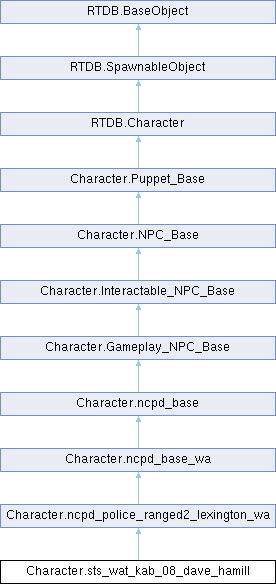 RTDB.BaseObject
RTDB.SpawnableObject
RTDB.Character
Character.Puppet_Base
Character.NPC_Base
Character.Interactable_NPC_Base
Character.Gameplay_NPC_Base
Character.ncpd_base
Character.ncpd_base_wa
Character.ncpd_police_ranged2_lexington_wa
Character.sts_wat_kab_08_dave_hamill